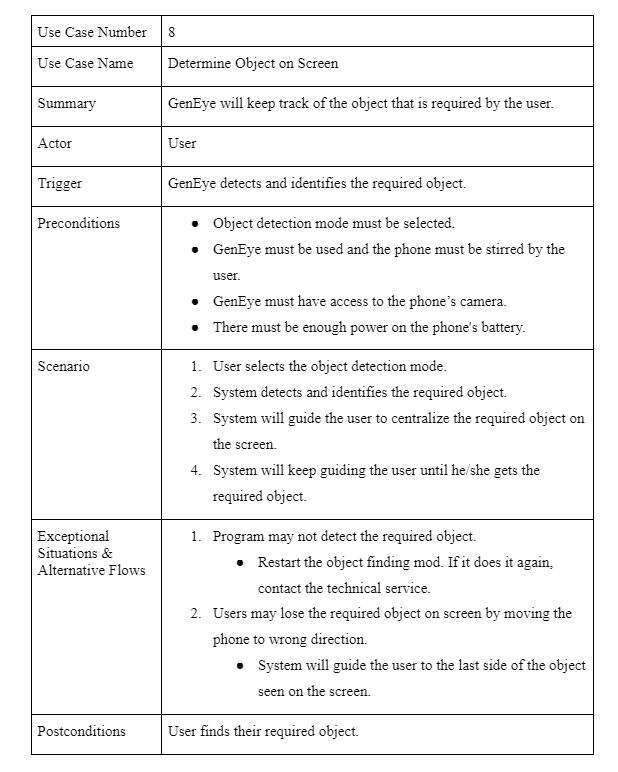 Use Case Number 8
Use Case Name Determine Object on Screen
Summary GenEye will keep track of the object that is required by the user.
Actor User
Trigger GenEye detects and identifies the required object.
Preconditions ● Object detection mode must be selected.
● GenEye must be used and the phone must be stirred by the
user.
● GenEye must have access to the phone’s camera.
● There must be enough power on the phone's battery.
Scenario 1. User selects the object detection mode.
2. System detects and identifies the required object.
3. System will guide the user to centralize the required object on
the screen.
4. System will keep guiding the user until he/she gets the
required object.
Exceptional
Situations &
Alternative Flows
1. Program may not detect the required object.
● Restart the object finding mod. If it does it again,
contact the technical service.
2. Users may lose the required object on screen by moving the
phone to wrong direction.
● System will guide the user to the last side of the object
seen on the screen.
Postconditions User finds their required object.